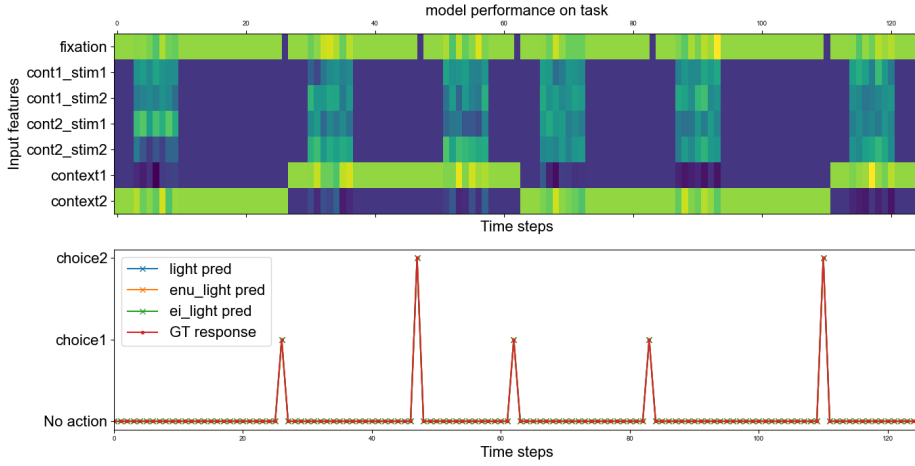 model performance on task
0 20 40 60 80 100 120
Input features
fixation
cont1_stim1
cont1_stim2
cont2_stim1
cont2_stim2
context1
context2
Time steps
choice2
choice1
No action
light pred
enu_light pred
ei_light pred
GT response
0 20 40 60 80 100 120
Time steps